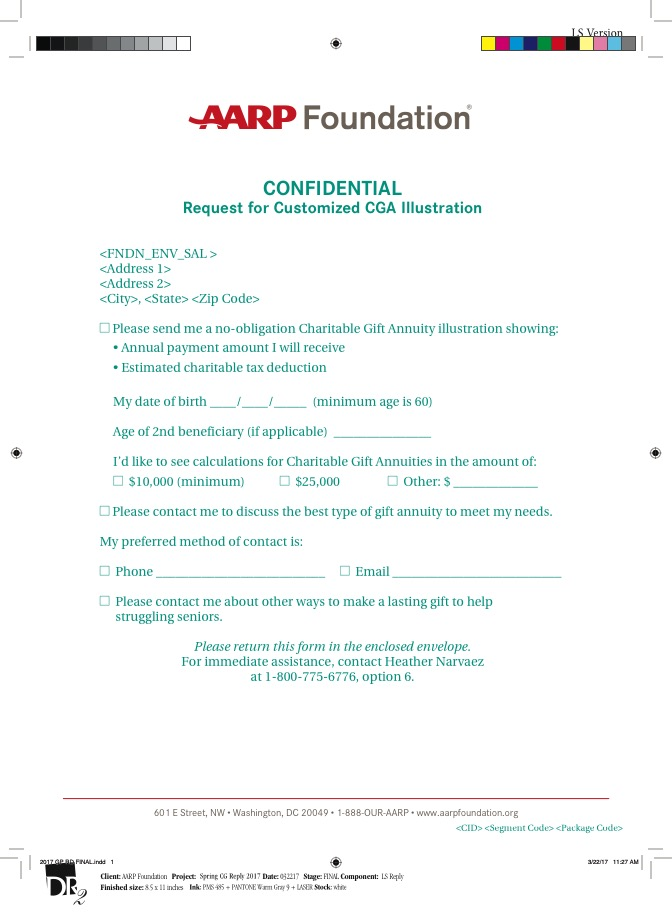 LS Version
AARP Foundation®
CONFIDENTIAL
Request for Customized CGA Illustration
<FNDN_ENV_SAL >
<Address 1>
<Address 2>
<City>, <State> <Zip Code>
☐ Please send me a no-obligation Charitable Gift Annuity illustration showing:
• Annual payment amount I will receive
• Estimated charitable tax deduction
My date of birth ____/____/_____ (minimum age is 60)
Age of 2nd beneficiary (if applicable) _______________
I'd like to see calculations for Charitable Gift Annuities in the amount of:
☐ $10,000 (minimum) ☐ $25,000 ☐ Other: $ _____________
☐ Please contact me to discuss the best type of gift annuity to meet my needs.
My preferred method of contact is:
☐ Phone __________________________ ☐ Email __________________________
☐ Please contact me about other ways to make a lasting gift to help
struggling seniors.
Please return this form in the enclosed envelope.
For immediate assistance, contact Heather Narvaez
at 1-800-775-6776, option 6.
601 E Street, NW • Washington, DC 20049 • 1-888-OUR-AARP • www.aarpfoundation.org
<CID> <Segment Code> <Package Code>
2017 GP BD FINAL.indd 1 3/22/17 11:27 AM
DR2
Client: AARP Foundation Project: Spring CG Reply 2017 Date: 032217 Stage: FINAL Component: LS Reply
Finished size: 8.5 x 11 inches Ink: PMS 485 + PANTONE Warm Gray 9 + LASER Stock: white